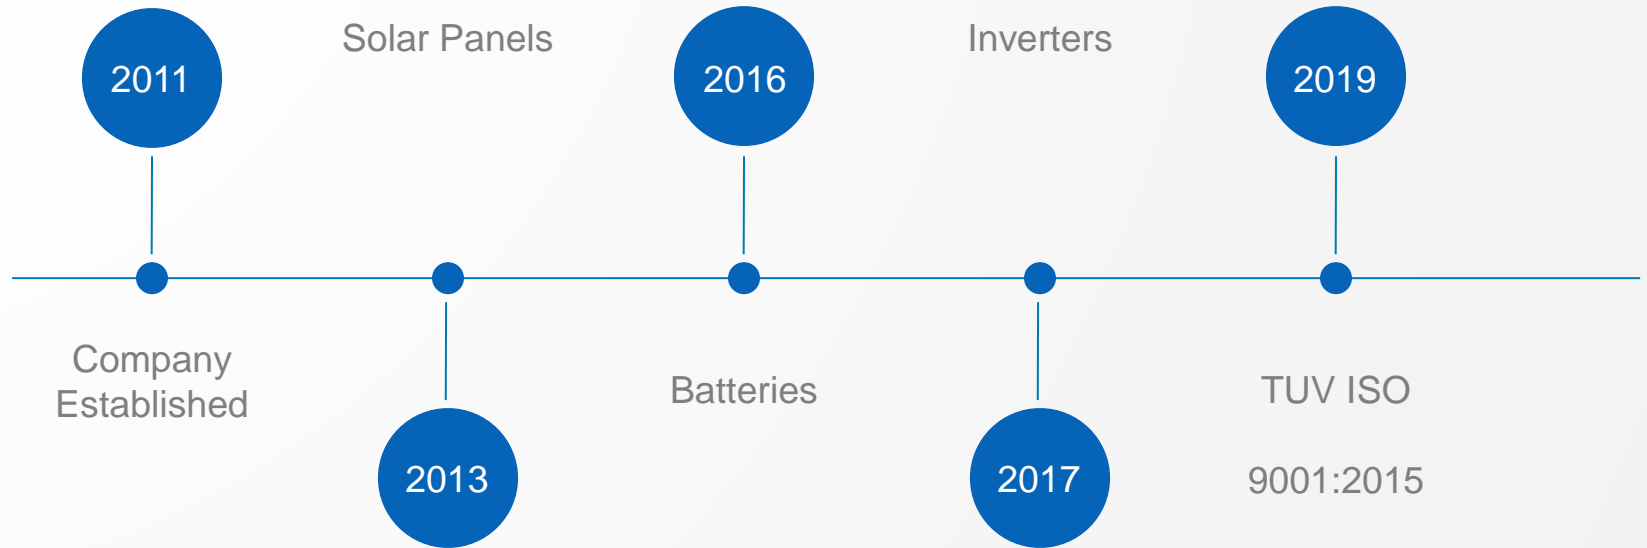 2011
Company
Established
Solar Panels
2013
2016
Batteries
Inverters
2017
2019
TUV ISO
9001:2015